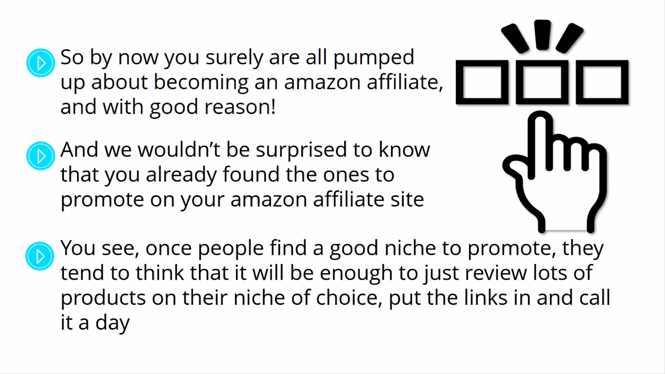 So by now you surely are all pumped
up about becoming an amazon affiliate,
and with good reason!
And we wouldn't be surprised to know
that you already found the ones to
promote on your amazon affiliate site
You see, once people find a good niche to promote, they
tend to think that it will be enough to just review lots of
products on their niche of choice, put the links in and call
it a day